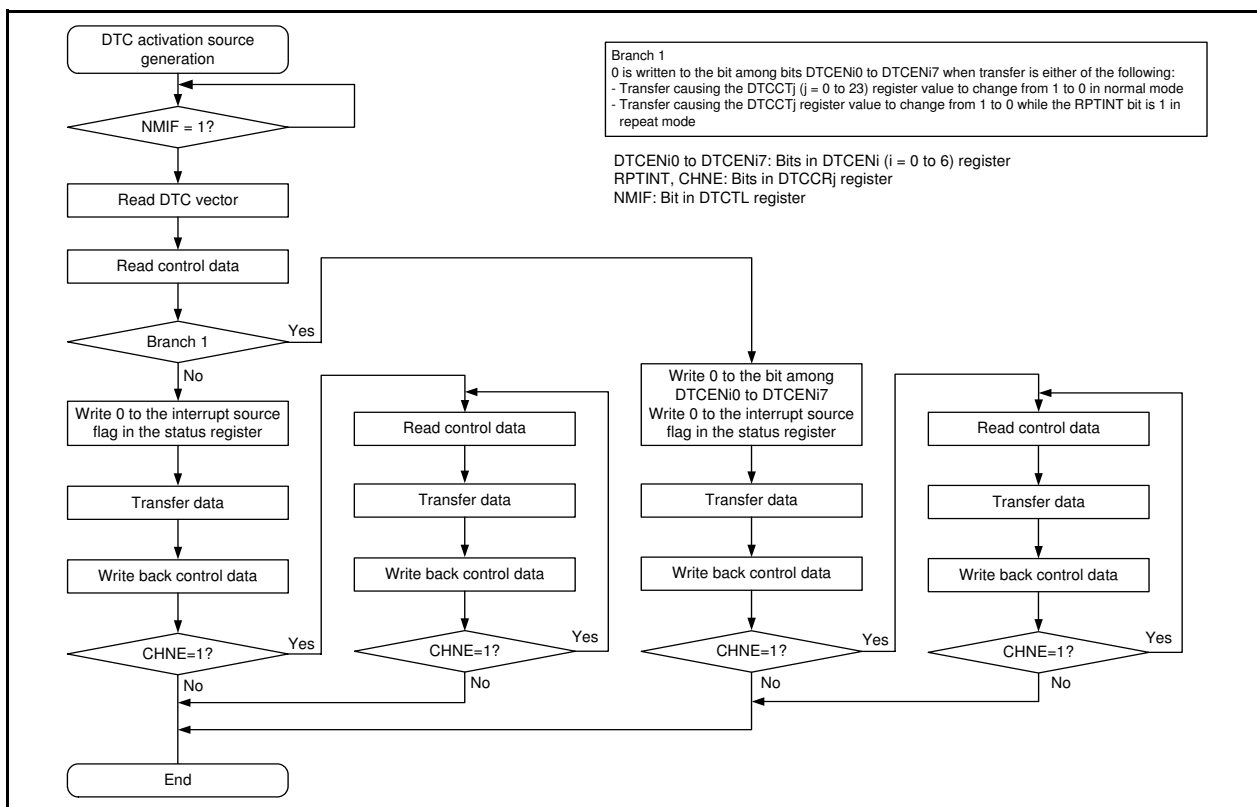 DTC activation source
generation
NMIF = 1?
Read DTC vector
Read control data
Branch 1
Yes
No
Write 0 to the interrupt source
flag in the status register
Transfer data
Write back control data
CHNE=1?
Yes
No
Read control data
Transfer data
Write back control data
CHNE=1?
Yes
No
Write 0 to the bit among
DTCENi0 to DTCENi7
Write 0 to the interrupt source
flag in the status register
Transfer data
Write back control data
CHNE=1?
Yes
No
Read control data
Transfer data
Write back control data
CHNE=1?
Yes
No
End
Branch 1
0 is written to the bit among bits DTCENi0 to DTCENi7 when transfer is either of the following:
- Transfer causing the DTCCTj (j = 0 to 23) register value to change from 1 to 0 in normal mode
- Transfer causing the DTCCTj register value to change from 1 to 0 while the RPTINT bit is 1 in
repeat mode
DTCENi0 to DTCENi7: Bits in DTCENi (i = 0 to 6) register
RPTINT, CHNE: Bits in DTCCRj register
NMIF: Bit in DTCTL register